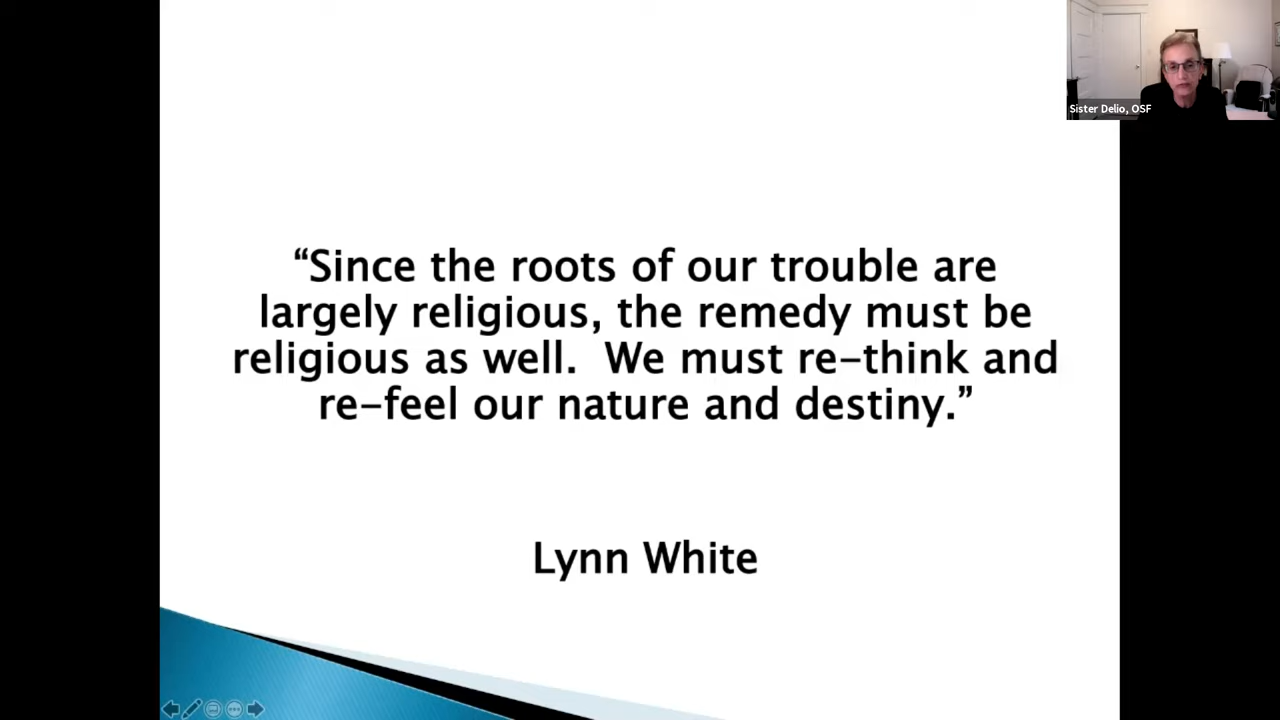 Sister Delio, OSF
“Since the roots of our trouble are
largely religious, the remedy must be
religious as well.  We must re-think and
re-feel our nature and destiny.”
Lynn White